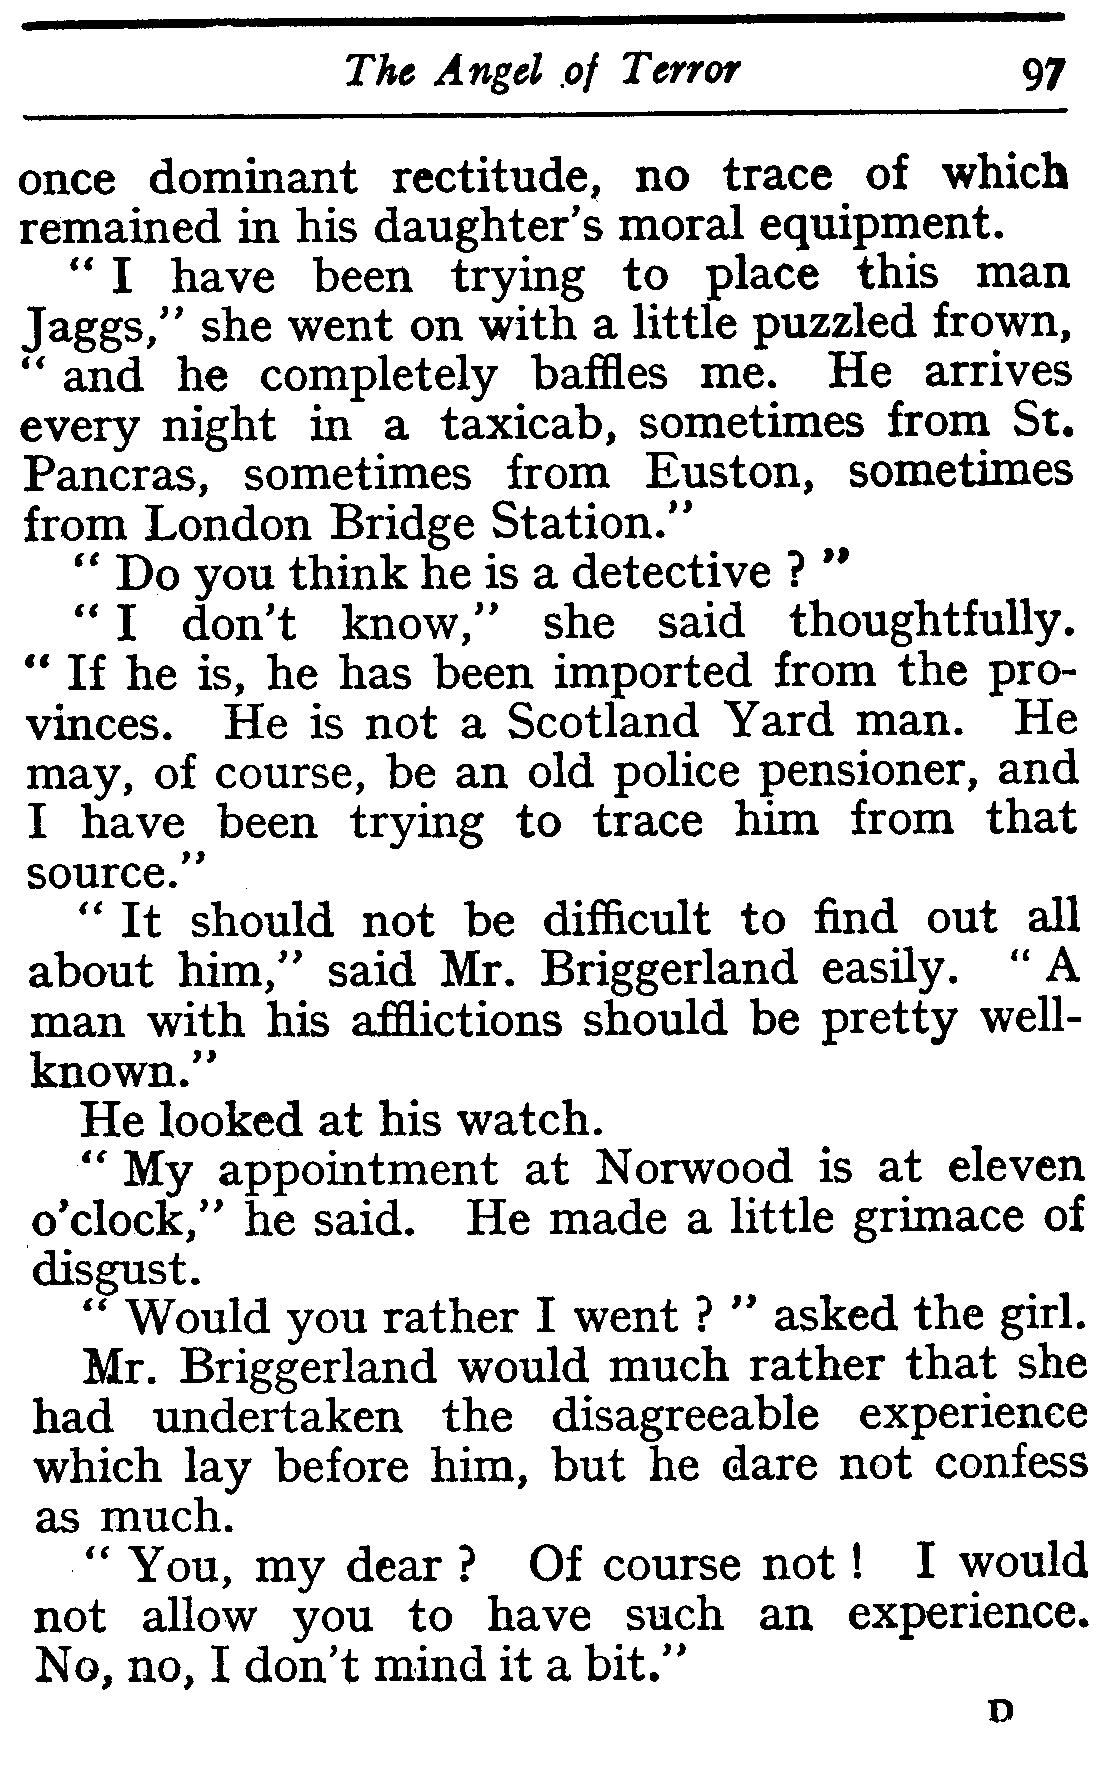 The Angel of Terror 97
once dominant rectitude, no trace of which
remained in his daughter's moral equipment.
" I have been trying to place this man
Jaggs," she went on with a little puzzled frown,
" and he completely baffles me. He arrives
every night in a taxicab, sometimes from St.
Pancras, sometimes from Euston, sometimes
from London Bridge Station."
" Do you think he is a detective ? "
" I don't know," she said thoughtfully.
" If he is, he has been imported from the pro-
vinces. He is not a Scotland Yard man. He
may, of course, be an old police pensioner, and
I have been trying to trace him from that
source."
" It should not be difficult to find out all
about him," said Mr. Briggerland easily. " A
man with his afflictions should be pretty well-
known."
He looked at his watch.
" My appointment at Norwood is at eleven
o'clock," he said. He made a little grimace of
disgust.
" Would you rather I went ? " asked the girl.
Mr. Briggerland would much rather that she
had undertaken the disagreeable experience
which lay before him, but he dare not confess
as much.
" You, my dear ? Of course not ! I would
not allow you to have such an experience.
No, no, I don't mind it a bit."
D